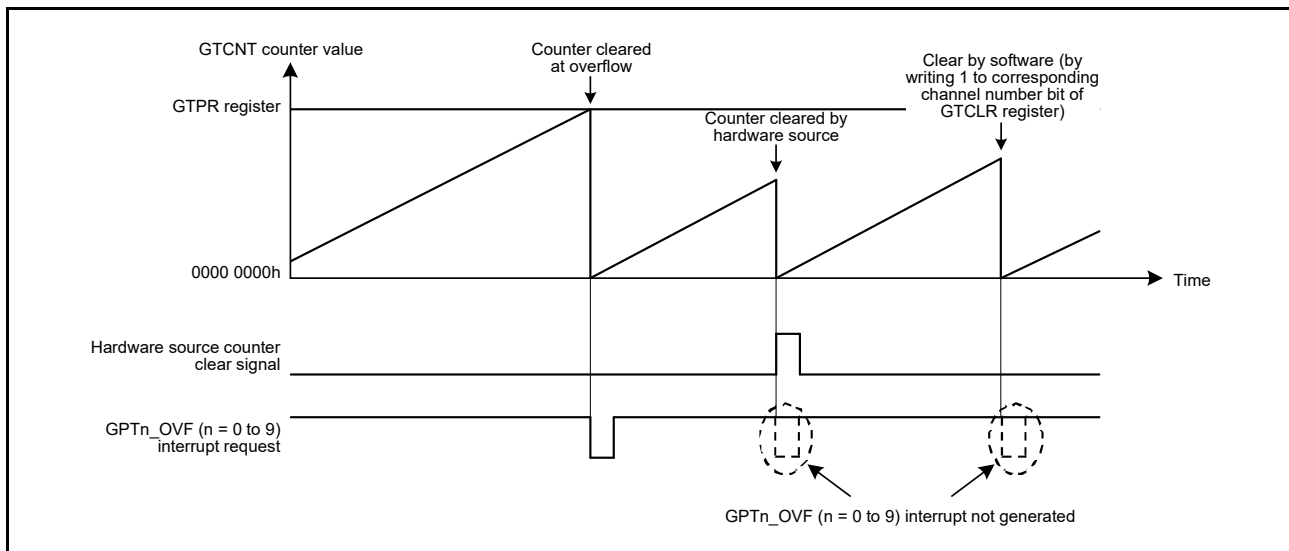 GTCNT counter value
Counter cleared
at overflow
Clear by software (by
writing 1 to corresponding
channel number bit of
GTCLR register)
GTPR register
Counter cleared by
hardware source
0000 0000h
Time
Hardware source counter
clear signal
GPTn_OVF (n = 0 to 9)
interrupt request
GPTn_OVF (n = 0 to 9) interrupt not generated